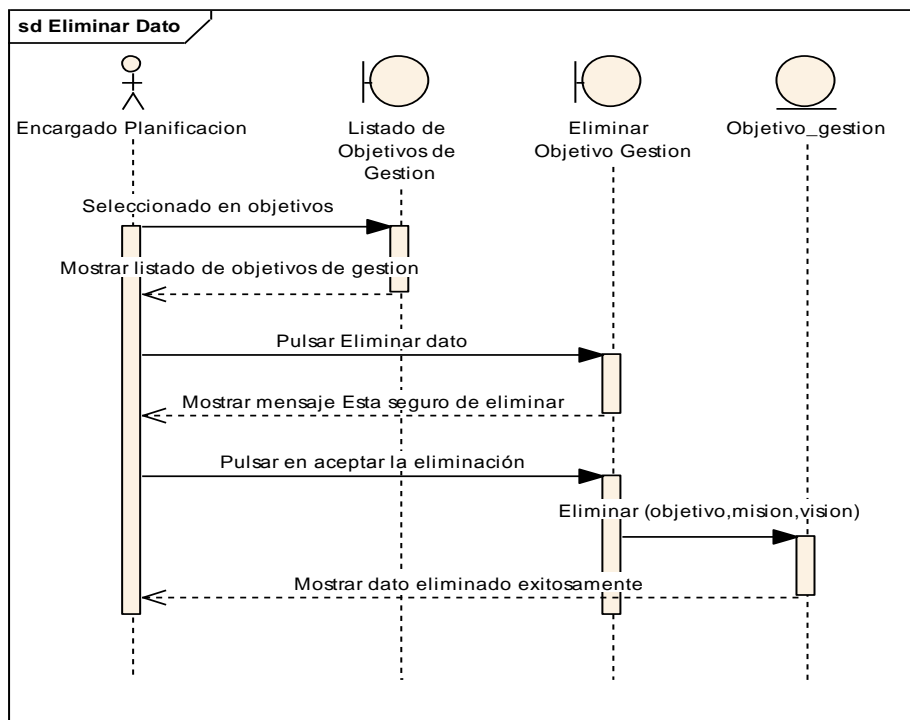 sd Eliminar Dato
Encargado Planificacion
Listado de
Objetivos de
Gestion
Eliminar
Objetivo Gestion
Objetivo_gestion
Seleccionado en objetivos
Mostrar listado de objetivos de gestion
Pulsar Eliminar dato
Mostrar mensaje Esta seguro de eliminar
Pulsar en aceptar la eliminación
Eliminar (objetivo,mision,vision)
Mostrar dato eliminado exitosamente